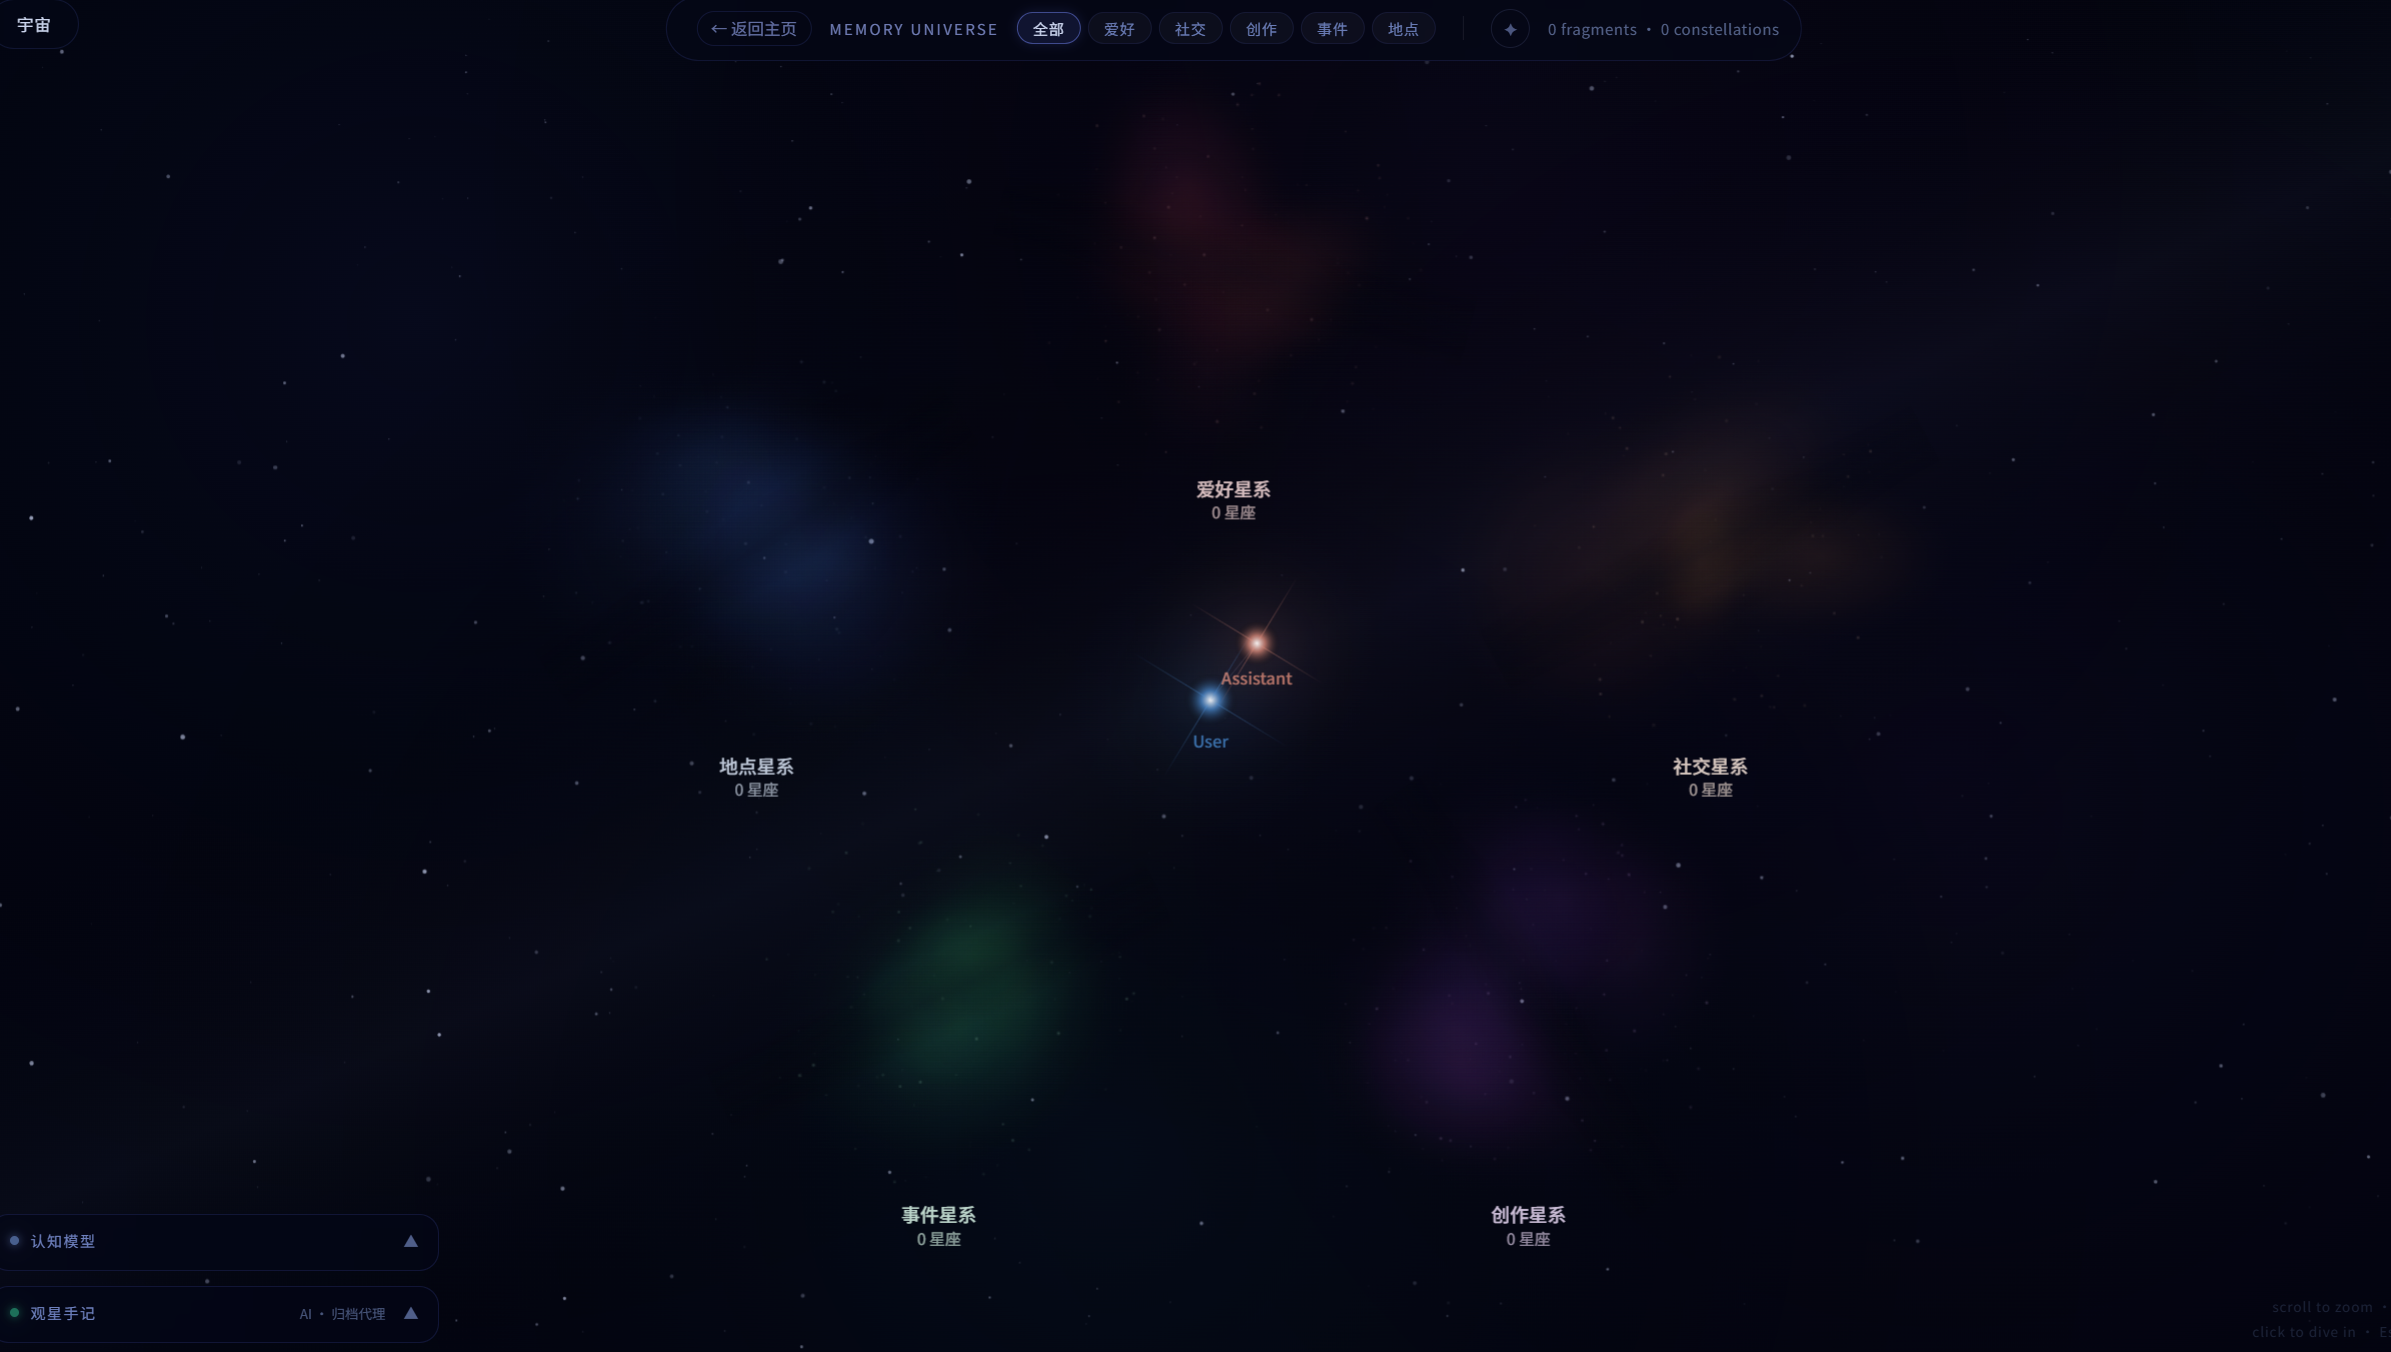 宇宙
← 返回主页 MEMORY UNIVERSE 全部 爱好 社交 创作 事件 地点 0 fragments · 0 constellations
爱好星系
0 星座
Assistant
User
地点星系
0 星座
社交星系
0 星座
事件星系
0 星座
创作星系
0 星座
认知模型
观星手记 AI · 归档代理
scroll to zoom ·
click to dive in ·